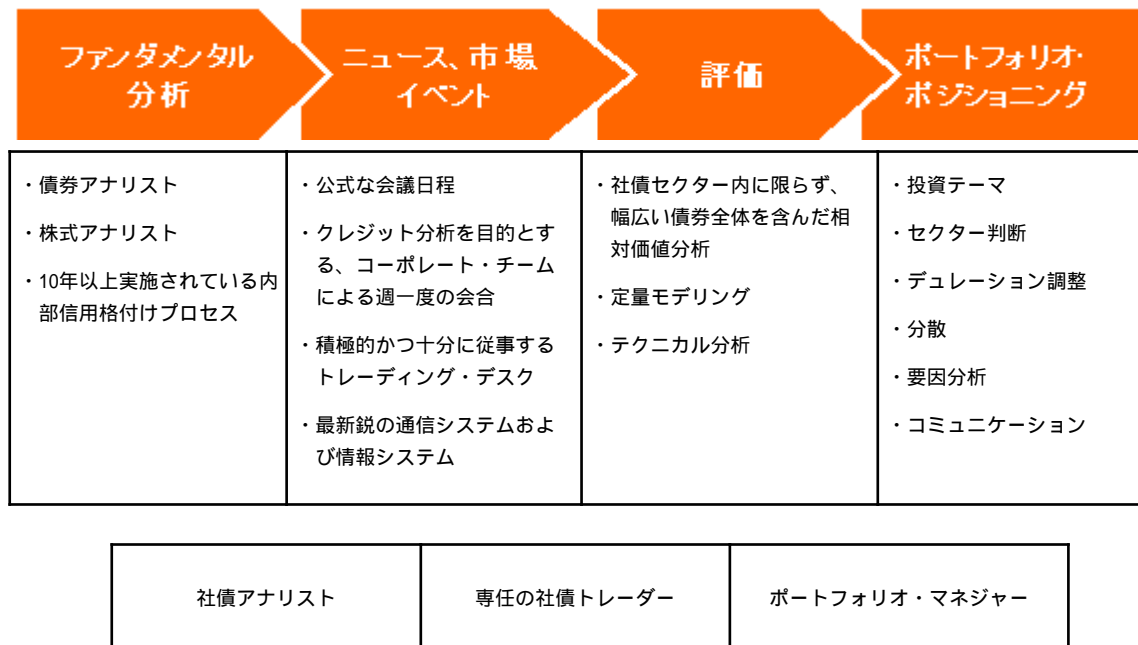 ファンダメンタル
分析
ニュース、市場
イベント
評価
ポートフォリオ・
ポジショニング
・債券アナリスト
・株式アナリスト
・10年以上実施されている内
部信用格付けプロセス
・公式な会議日程
・クレジット分析を目的とす
る、コーポレート・チーム
による週一度の会合
・積極的かつ十分に従事する
トレーディング・デスク
・最新鋭の通信システムおよ
び情報システム
・社債セクター内に限らず、
幅広い債券全体を含んだ相
対価値分析
・定量モデリング
・テクニカル分析
・投資テーマ
・セクター判断
・デュレーション調整
・分散
・要因分析
・コミュニケーション
社債アナリスト
専任の社債トレーダー
ポートフォリオ・マネジャー